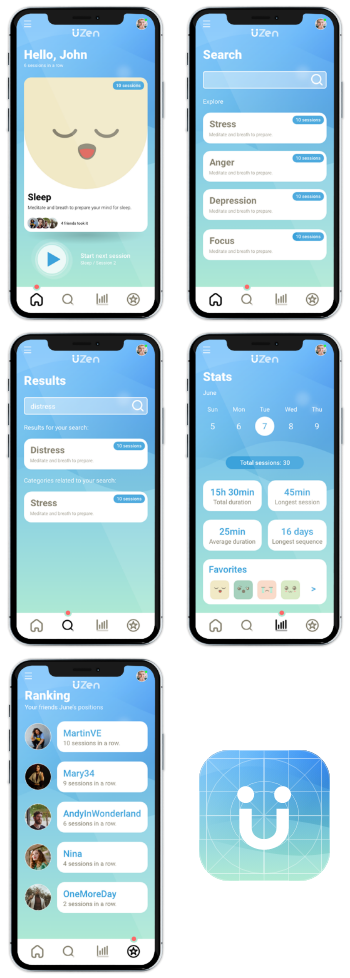 UZen
Hello, John
10 sessions
Sleep
Meditate and breath to prepare your mind for sleep.
4 friends took it
Start next session
UZen
Search
Explore
Stress
10 sessions
Meditate and breath to prepare.
Anger
10 sessions
Meditate and breath to prepare.
Depression
10 sessions
Meditate and breath to prepare.
Focus
10 sessions
Meditate and breath to prepare.
UZen
Results
distress
Results for your search:
Distress
10 sessions
Meditate and breath to prepare.
Categories related to your search:
Stress
10 sessions
Meditate and breath to prepare.
UZen
Stats
June
Sun Mon Tue Wed Thu
5 6 7 8 9
Total sessions: 30
15h 30min
Total duration
45min
Longest session
25min
Average duration
16 days
Longest sequence
Favorites
>
UZen
Ranking
Your friends June's positions
MartinVE
10 sessions in a row
Mary34
9 sessions in a row
AndyInWonderland
6 sessions in a row
Nina
4 sessions in a row
OneMoreDay
2 sessions in a row